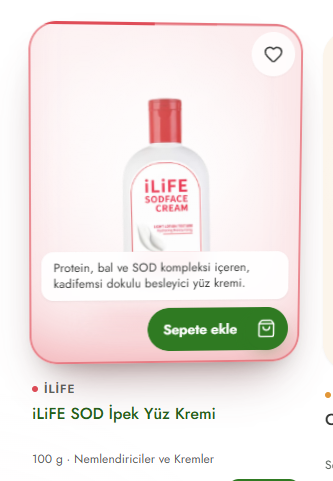 iLiFE
SODFACE
CREAM
Protein, bal ve SOD kompleksi içeren,
kadifemsi dokulu besleyici yüz kremi.
Sepete ekle
İLİFE
iLiFE SOD İpek Yüz Kremi
100 g · Nemlendiriciler ve Kremler